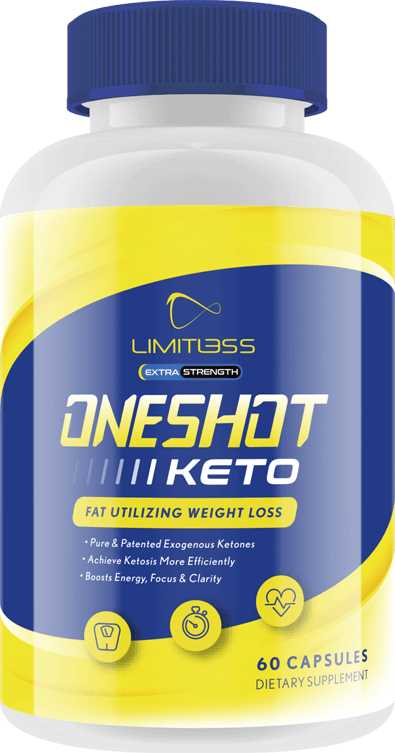 LIMITLESS
EXTRA STRENGTH
ONESHOT
KETO
FAT UTILIZING WEIGHT LOSS
• Pure & Patented Exogenous Ketones
• Achieve Ketosis More Efficiently
• Boosts Energy, Focus & Clarity
60 CAPSULES
DIETARY SUPPLEMENT